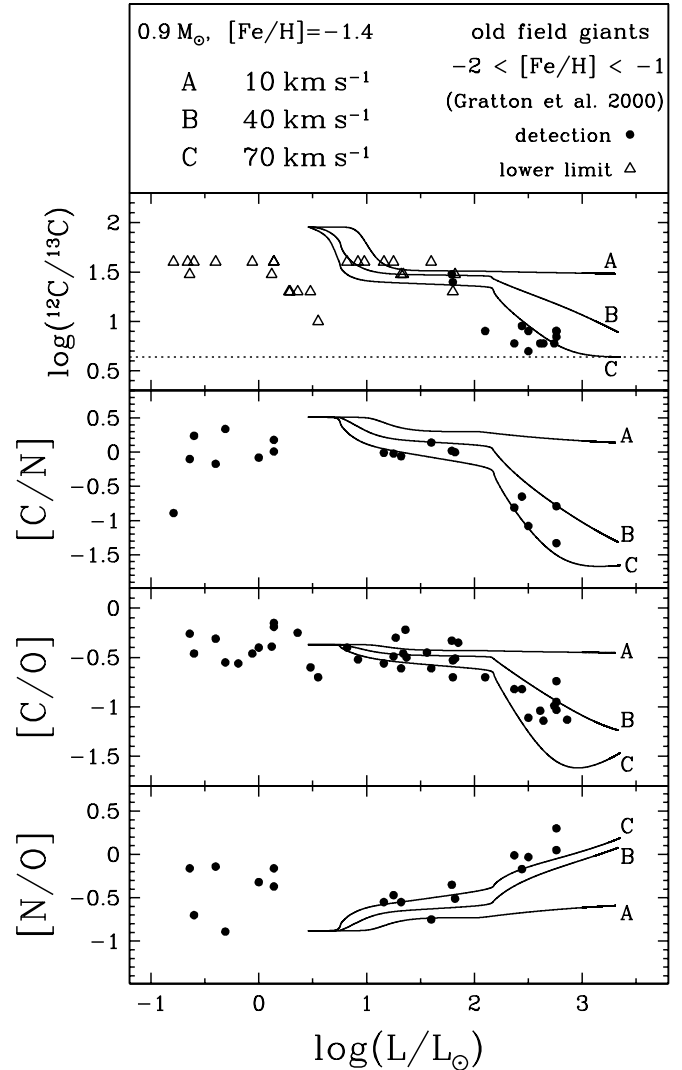 0.9 M☉, [Fe/H]=−1.4
A 10 km s⁻¹
B 40 km s⁻¹
C 70 km s⁻¹
old field giants
−2 < [Fe/H] < −1
(Gratton et al. 2000)
detection ●
lower limit △
log(¹²C/¹³C)
2
1.5
1
0.5
A
B
C
[C/N]
0.5
0
−0.5
−1
−1.5
A
B
C
[C/O]
0
−0.5
−1
−1.5
A
B
C
[N/O]
0.5
0
−0.5
−1
C
B
A
−1 0 1 2 3
log(L/L☉)